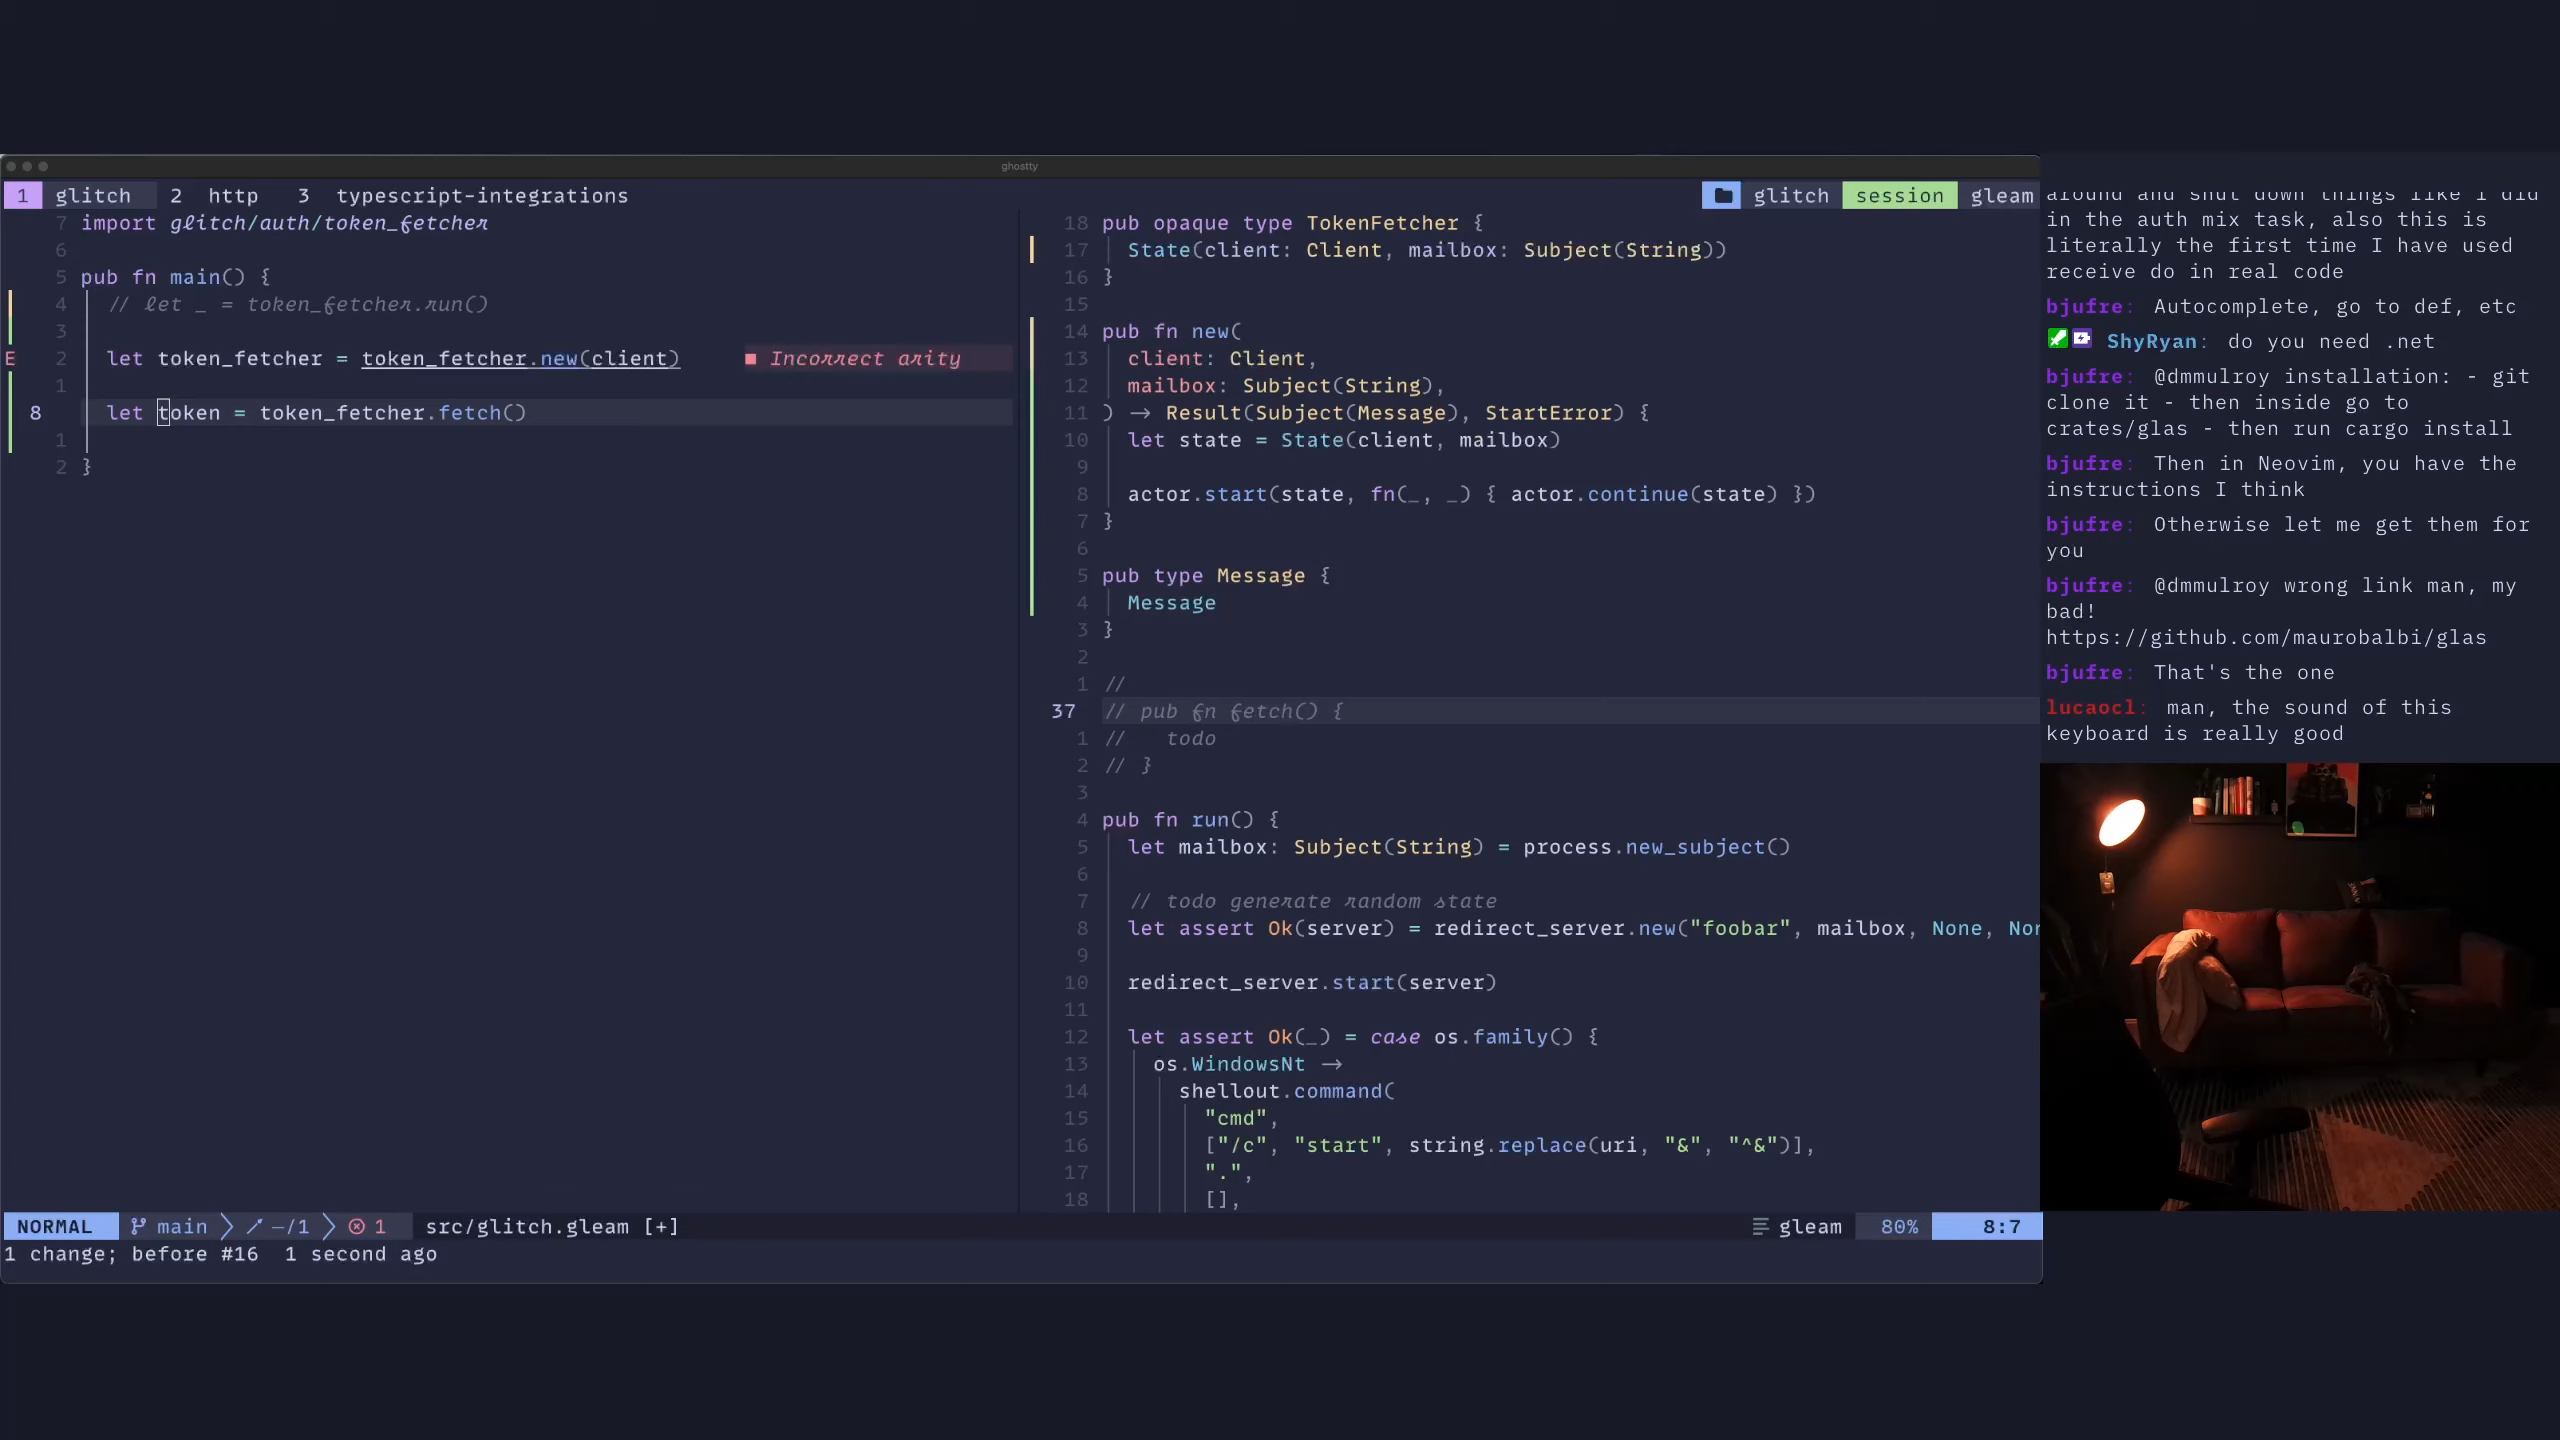 ghostty
1 glitch 2 http 3 typescript-integrations
glitch session gleam
7 import glitch/auth/token_fetcher
6
5 pub fn main() {
4 // let _ = token_fetcher.run()
3
E 2 let token_fetcher = token_fetcher.new(client) ■ Incorrect arity
1
8 let token = token_fetcher.fetch()
1
2 }
18 pub opaque type TokenFetcher {
17 State(client: Client, mailbox: Subject(String))
16 }
15
14 pub fn new(
13 client: Client,
12 mailbox: Subject(String),
11 ) -> Result(Subject(Message), StartError) {
10 let state = State(client, mailbox)
9
8 actor.start(state, fn(_, _) { actor.continue(state) })
7 }
6
5 pub type Message {
4 Message
3 }
2
1 //
37 // pub fn fetch() {
1 // todo
2 // }
3
4 pub fn run() {
5 let mailbox: Subject(String) = process.new_subject()
6
7 // todo generate random state
8 let assert Ok(server) = redirect_server.new("foobar", mailbox, None, Non
9
10 redirect_server.start(server)
11
12 let assert Ok(_) = case os.family() {
13 os.WindowsNt ->
14 shellout.command(
15 "cmd",
16 ["/c", "start", string.replace(uri, "&", "^&")],
17 ".",
18 [],
NORMAL main -/1 1 src/glitch.gleam [+] gleam 80% 8:7
1 change; before #16 1 second ago
around and shut down things like I did
in the auth mix task, also this is
literally the first time I have used
receive do in real code
bjufre: Autocomplete, go to def, etc
ShyRyan: do you need .net
bjufre: @dmmulroy installation: - git
clone it - then inside go to
crates/glas - then run cargo install
bjufre: Then in Neovim, you have the
instructions I think
bjufre: Otherwise let me get them for
you
bjufre: @dmmulroy wrong link man, my
bad!
https://github.com/maurobalbi/glas
bjufre: That's the one
lucaocl: man, the sound of this
keyboard is really good